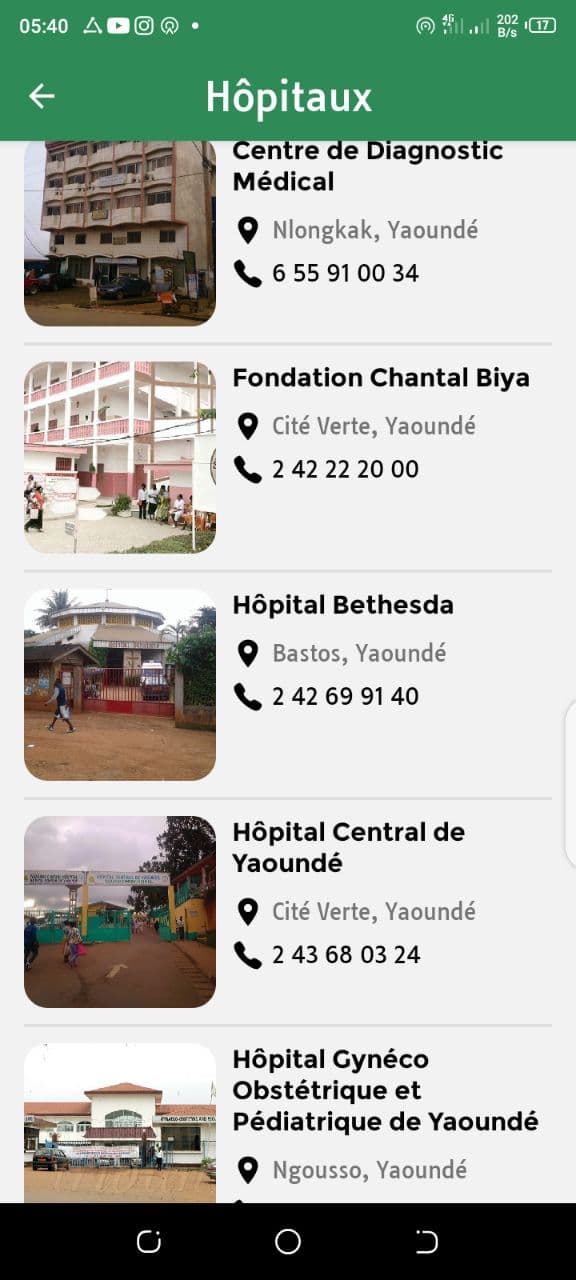 05:40
4G
202
B/s
17
Hôpitaux
Centre de Diagnostic
Médical
Nlongkak, Yaoundé
6 55 91 00 34
Fondation Chantal Biya
Cité Verte, Yaoundé
2 42 22 20 00
Hôpital Bethesda
Bastos, Yaoundé
2 42 69 91 40
Hôpital Central de
Yaoundé
Cité Verte, Yaoundé
2 43 68 03 24
Hôpital Gynéco
Obstétrique et
Pédiatrique de Yaoundé
Ngousso, Yaoundé